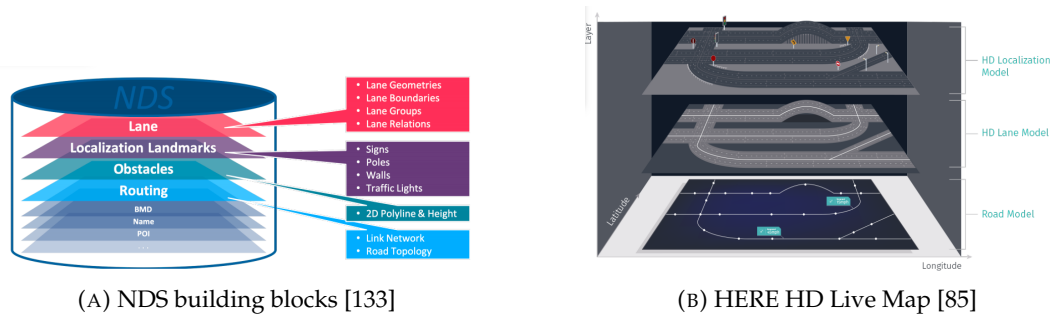 NDS
Lane
Localization Landmarks
Obstacles
Routing
BMD
Name
POI
. . .
• Lane Geometries
• Lane Boundaries
• Lane Groups
• Lane Relations
• Signs
• Poles
• Walls
• Traffic Lights
• 2D Polyline & Height
• Link Network
• Road Topology
(A) NDS building blocks [133]
Layer
Latitude
Longitude
HD Localization
Model
HD Lane Model
Road Model
(B) HERE HD Live Map [85]